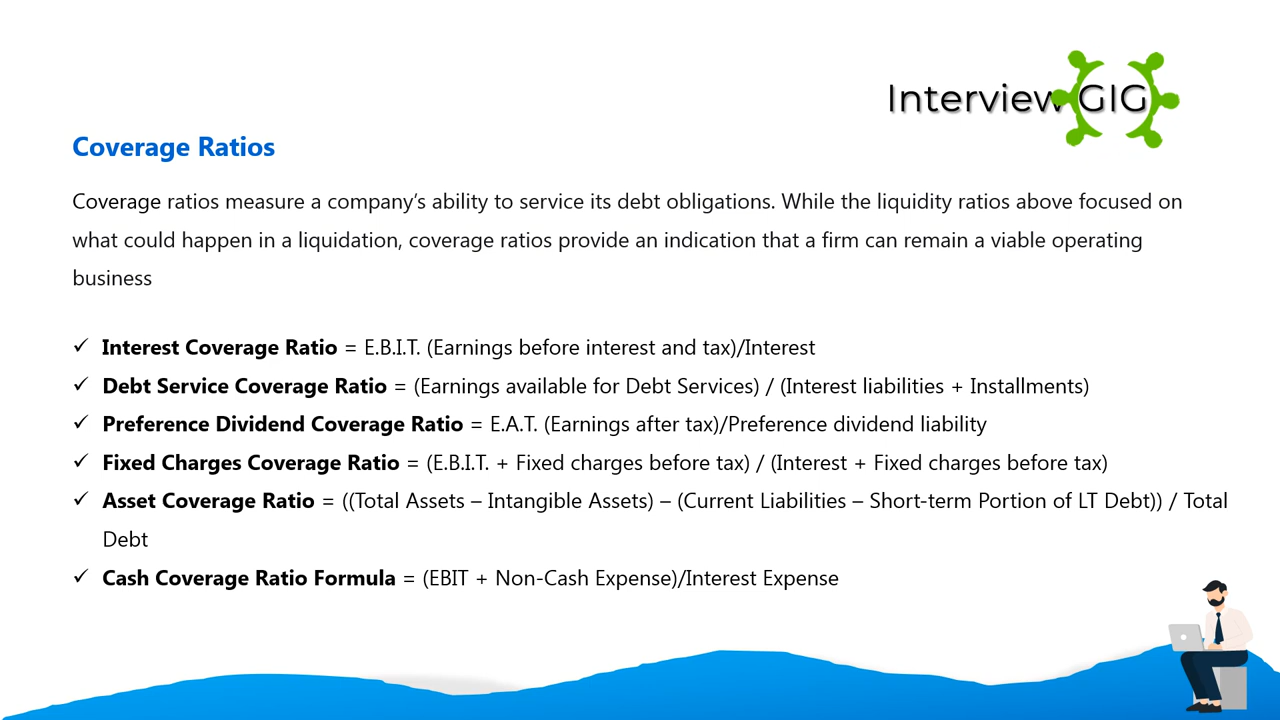 Interview GIG
Coverage Ratios
Coverage ratios measure a company’s ability to service its debt obligations. While the liquidity ratios above focused on
what could happen in a liquidation, coverage ratios provide an indication that a firm can remain a viable operating
business
✓ Interest Coverage Ratio = E.B.I.T. (Earnings before interest and tax)/Interest
✓ Debt Service Coverage Ratio = (Earnings available for Debt Services) / (Interest liabilities + Installments)
✓ Preference Dividend Coverage Ratio = E.A.T. (Earnings after tax)/Preference dividend liability
✓ Fixed Charges Coverage Ratio = (E.B.I.T. + Fixed charges before tax) / (Interest + Fixed charges before tax)
✓ Asset Coverage Ratio = ((Total Assets – Intangible Assets) – (Current Liabilities – Short-term Portion of LT Debt)) / Total
Debt
✓ Cash Coverage Ratio Formula = (EBIT + Non-Cash Expense)/Interest Expense